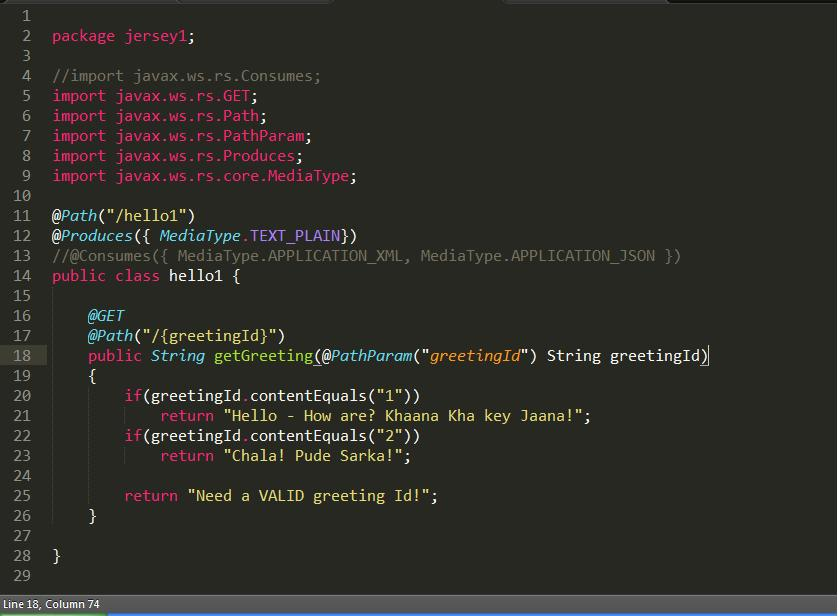 1
2 package jersey1;
3
4 //import javax.ws.rs.Consumes;
5 import javax.ws.rs.GET;
6 import javax.ws.rs.Path;
7 import javax.ws.rs.PathParam;
8 import javax.ws.rs.Produces;
9 import javax.ws.rs.core.MediaType;
10
11 @Path("/hello1")
12 @Produces({ MediaType.TEXT_PLAIN})
13 //@Consumes({ MediaType.APPLICATION_XML, MediaType.APPLICATION_JSON })
14 public class hello1 {
15
16     @GET
17     @Path("/{greetingId}")
18     public String getGreeting(@PathParam("greetingId") String greetingId)
19     {
20         if(greetingId.contentEquals("1"))
21             return "Hello - How are? Khaana Kha key Jaana!";
22         if(greetingId.contentEquals("2"))
23             return "Chala! Pude Sarka!";
24
25         return "Need a VALID greeting Id!";
26     }
27
28 }
29
Line 18, Column 74